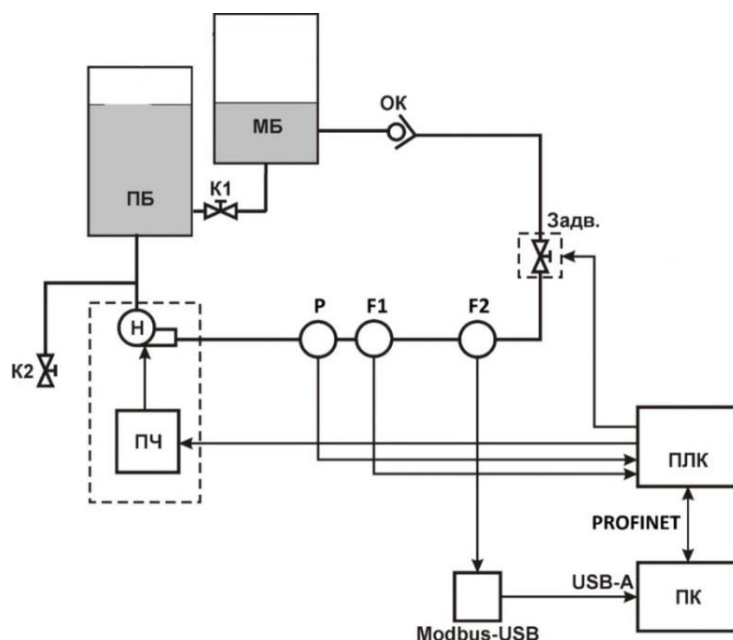 ОК
МБ
ПБ
К1
Задв.
P
F1
F2
Н
К2
ПЧ
ПЛК
PROFINET
USB-A
ПК
Modbus-USB